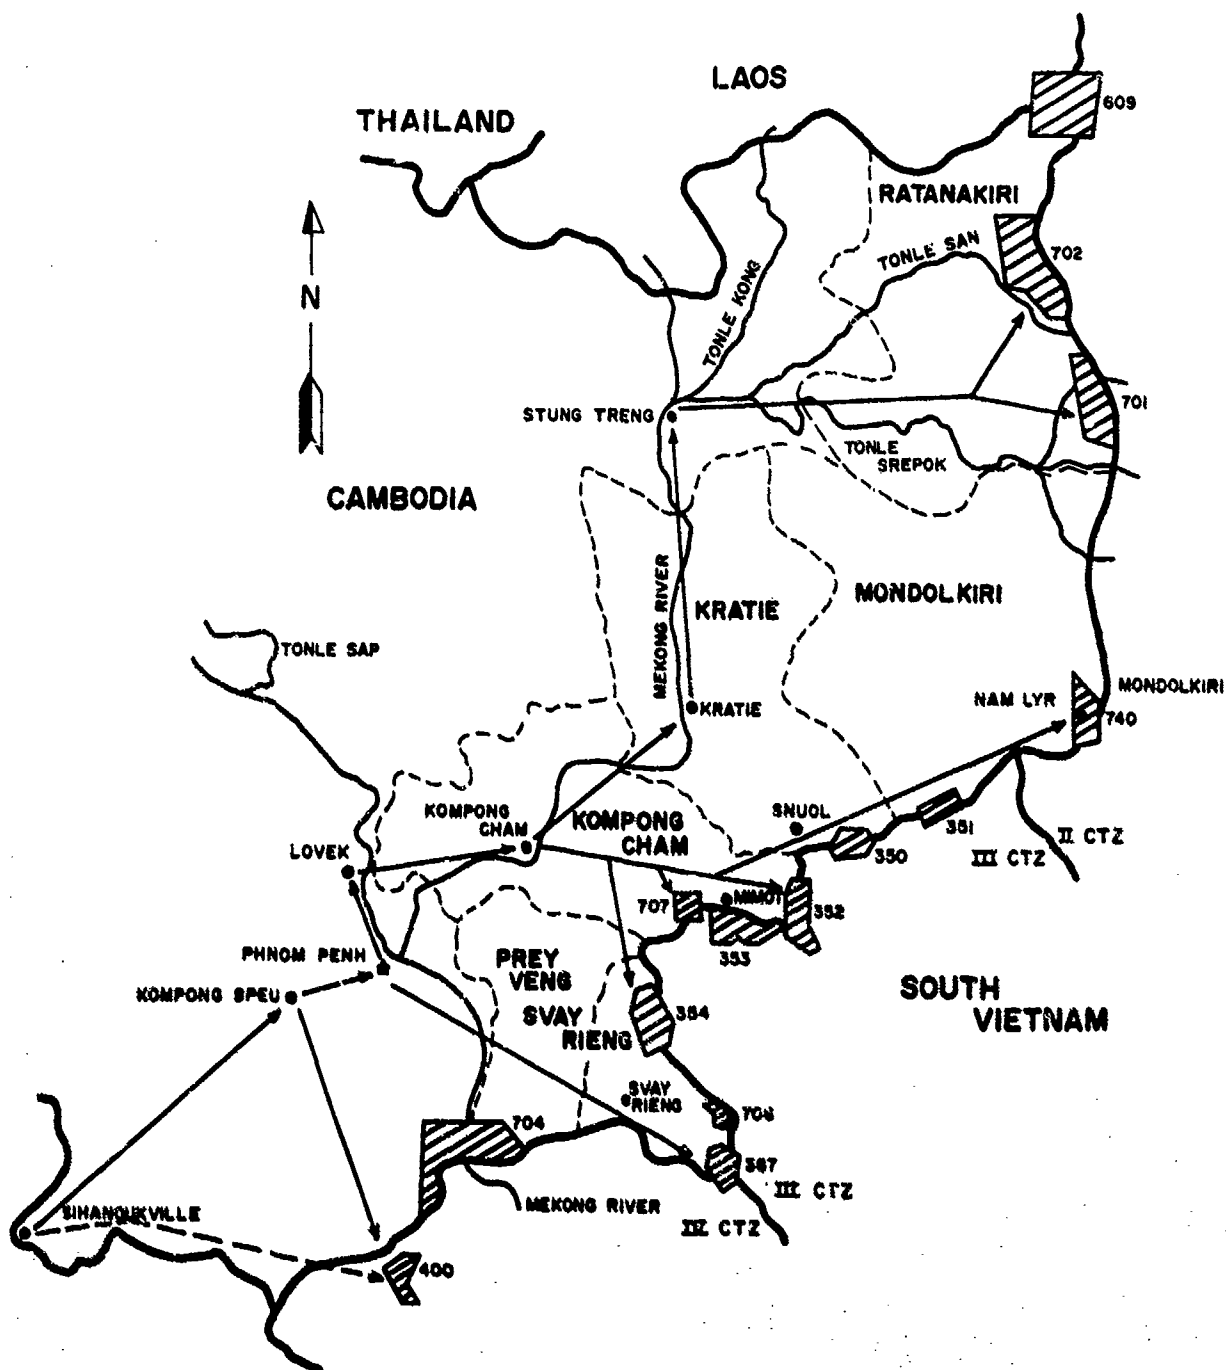 LAOS
THAILAND
609
RATANAKIRI
702
TONLE SAN
N
TONLE KONG
701
STUNG TRENG
TONLE
SREPOK
CAMBODIA
MEKONG RIVER
KRATIE
MONDOLKIRI
TONLE SAP
NAM LYR
MONDOLKIRI
740
KRATIE
KOMPONG
CHAM
KOMPONG
CHAM
SNUOL
351
II CTZ
III CTZ
350
LOVEK
707
MIMOT
352
353
PHNOM PENH
PREY
VENG
KOMPONG SPEU
SOUTH
VIETNAM
SVAY
RIENG
354
SVAY
RIENG
706
704
367
III CTZ
MEKONG RIVER
IV CTZ
SIHANOUKVILLE
400